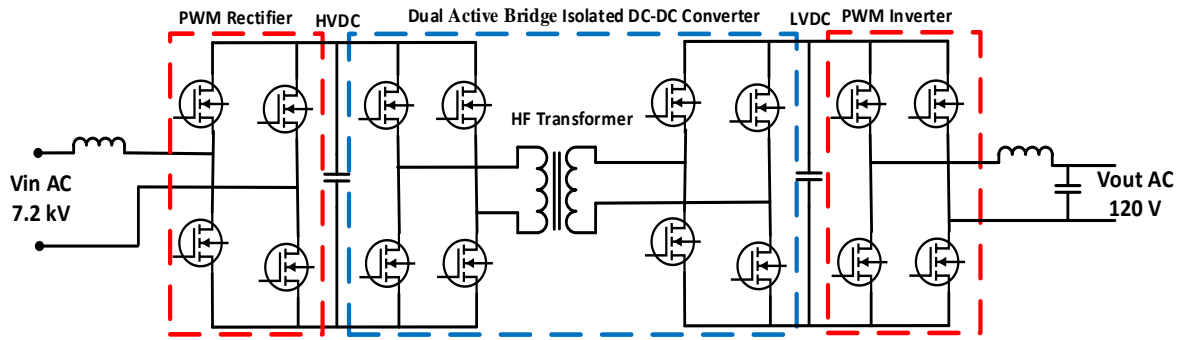 PWM Rectifier
HVDC
Dual Active Bridge Isolated DC-DC Converter
LVDC
PWM Inverter
HF Transformer
Vin AC
7.2 kV
Vout AC
120 V